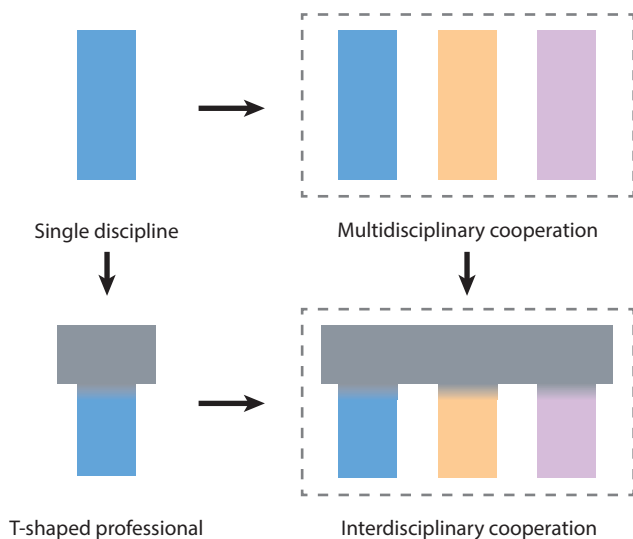 Single discipline
Multidisciplinary cooperation
T-shaped professional
Interdisciplinary cooperation